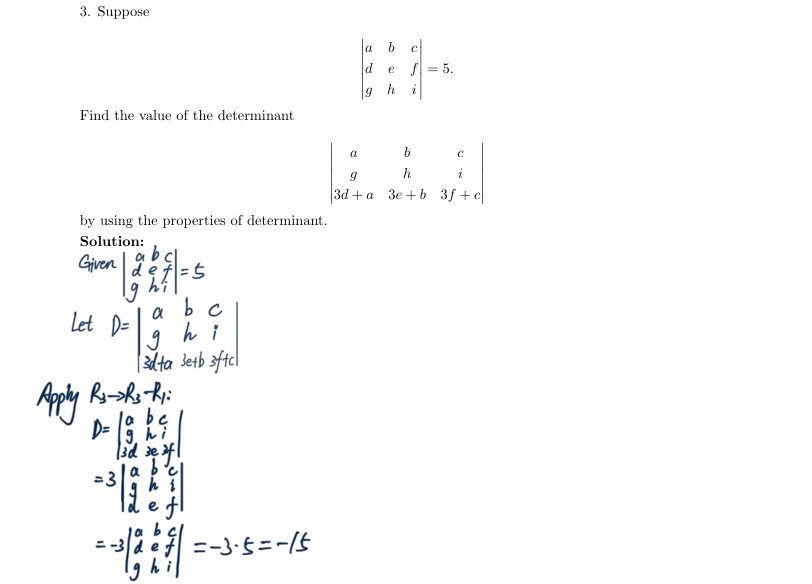 3. Suppose
|a b c|
|d e f| = 5.
|g h i|
Find the value of the determinant
|a b c|
|g h i|
|3d + a 3e + b 3f + c|
by using the properties of determinant.
Solution:
Given |a b c|
|d e f| = 5
|g h i|
Let D= |a b c|
|g h i|
|3d+a 3e+b 3f+c|
Apply R₃→R₃-R₁:
D= |a b c|
|g h i|
|3d 3e 3f|
=3 |a b c|
|g h i|
|d e f|
= -3 |a b c|
|d e f| = -3·5 = -15
|g h i|